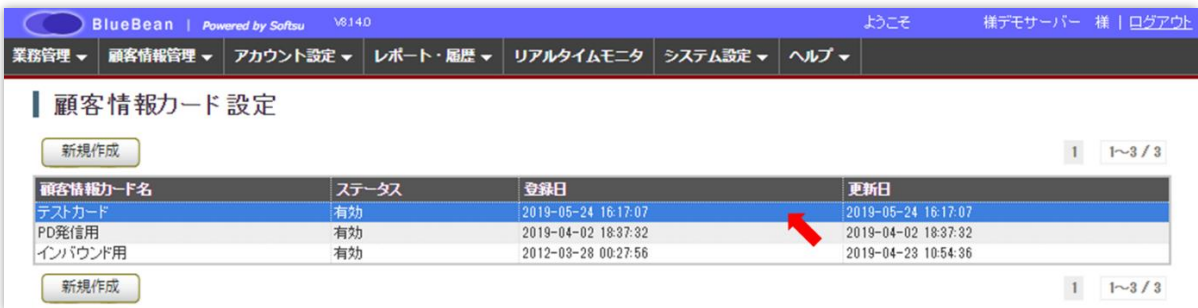 BlueBean | Powered by Softsu V8.14.0 ようこそ 様デモサーバー 様 | ログアウト
業務管理 顧客情報管理 アカウント設定 レポート・履歴 リアルタイムモニタ システム設定 ヘルプ
顧客情報カード設定
新規作成 1 1～3 / 3
顧客情報カード名 ステータス 登録日 更新日
テストカード 有効 2019-05-24 16:17:07 2019-05-24 16:17:07
PD発信用 有効 2019-04-02 18:37:32 2019-04-02 18:37:32
インバウンド用 有効 2012-03-28 00:27:56 2019-04-23 10:54:36
新規作成 1 1～3 / 3